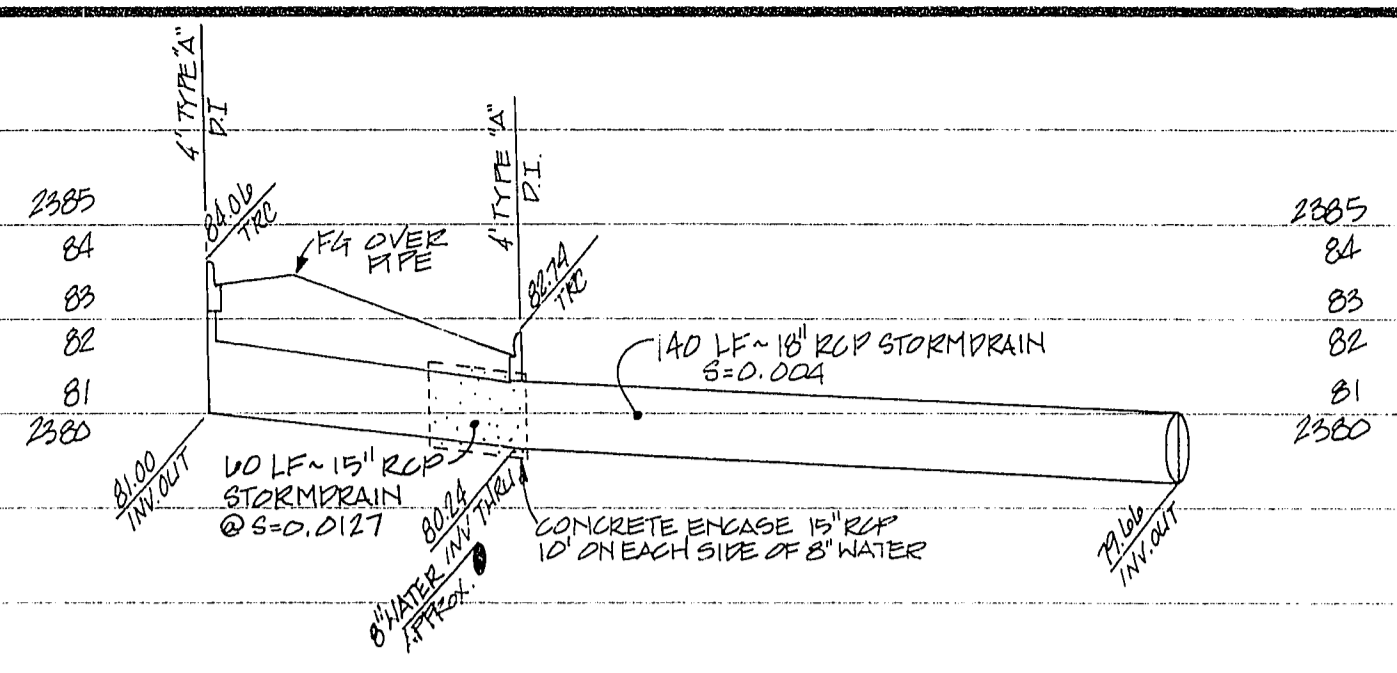 4' TYPE "A"
D.I
4' TYPE "A"
D.I.
84.06
TRC
82.74
TRC
FG OVER
PIPE
2385
84
83
82
81
2380
2385
84
83
82
81
2380
140 LF ~ 18" RCP STORMDRAIN
S=0.004
60 LF ~ 15" RCP
STORMDRAIN
@ S=0.0127
81.00
INV. OUT
80.24
INV THRU
8" WATER
APPROX.
CONCRETE ENCASE 15" RCP
10' ON EACH SIDE OF 8" WATER
79.66
INV. OUT